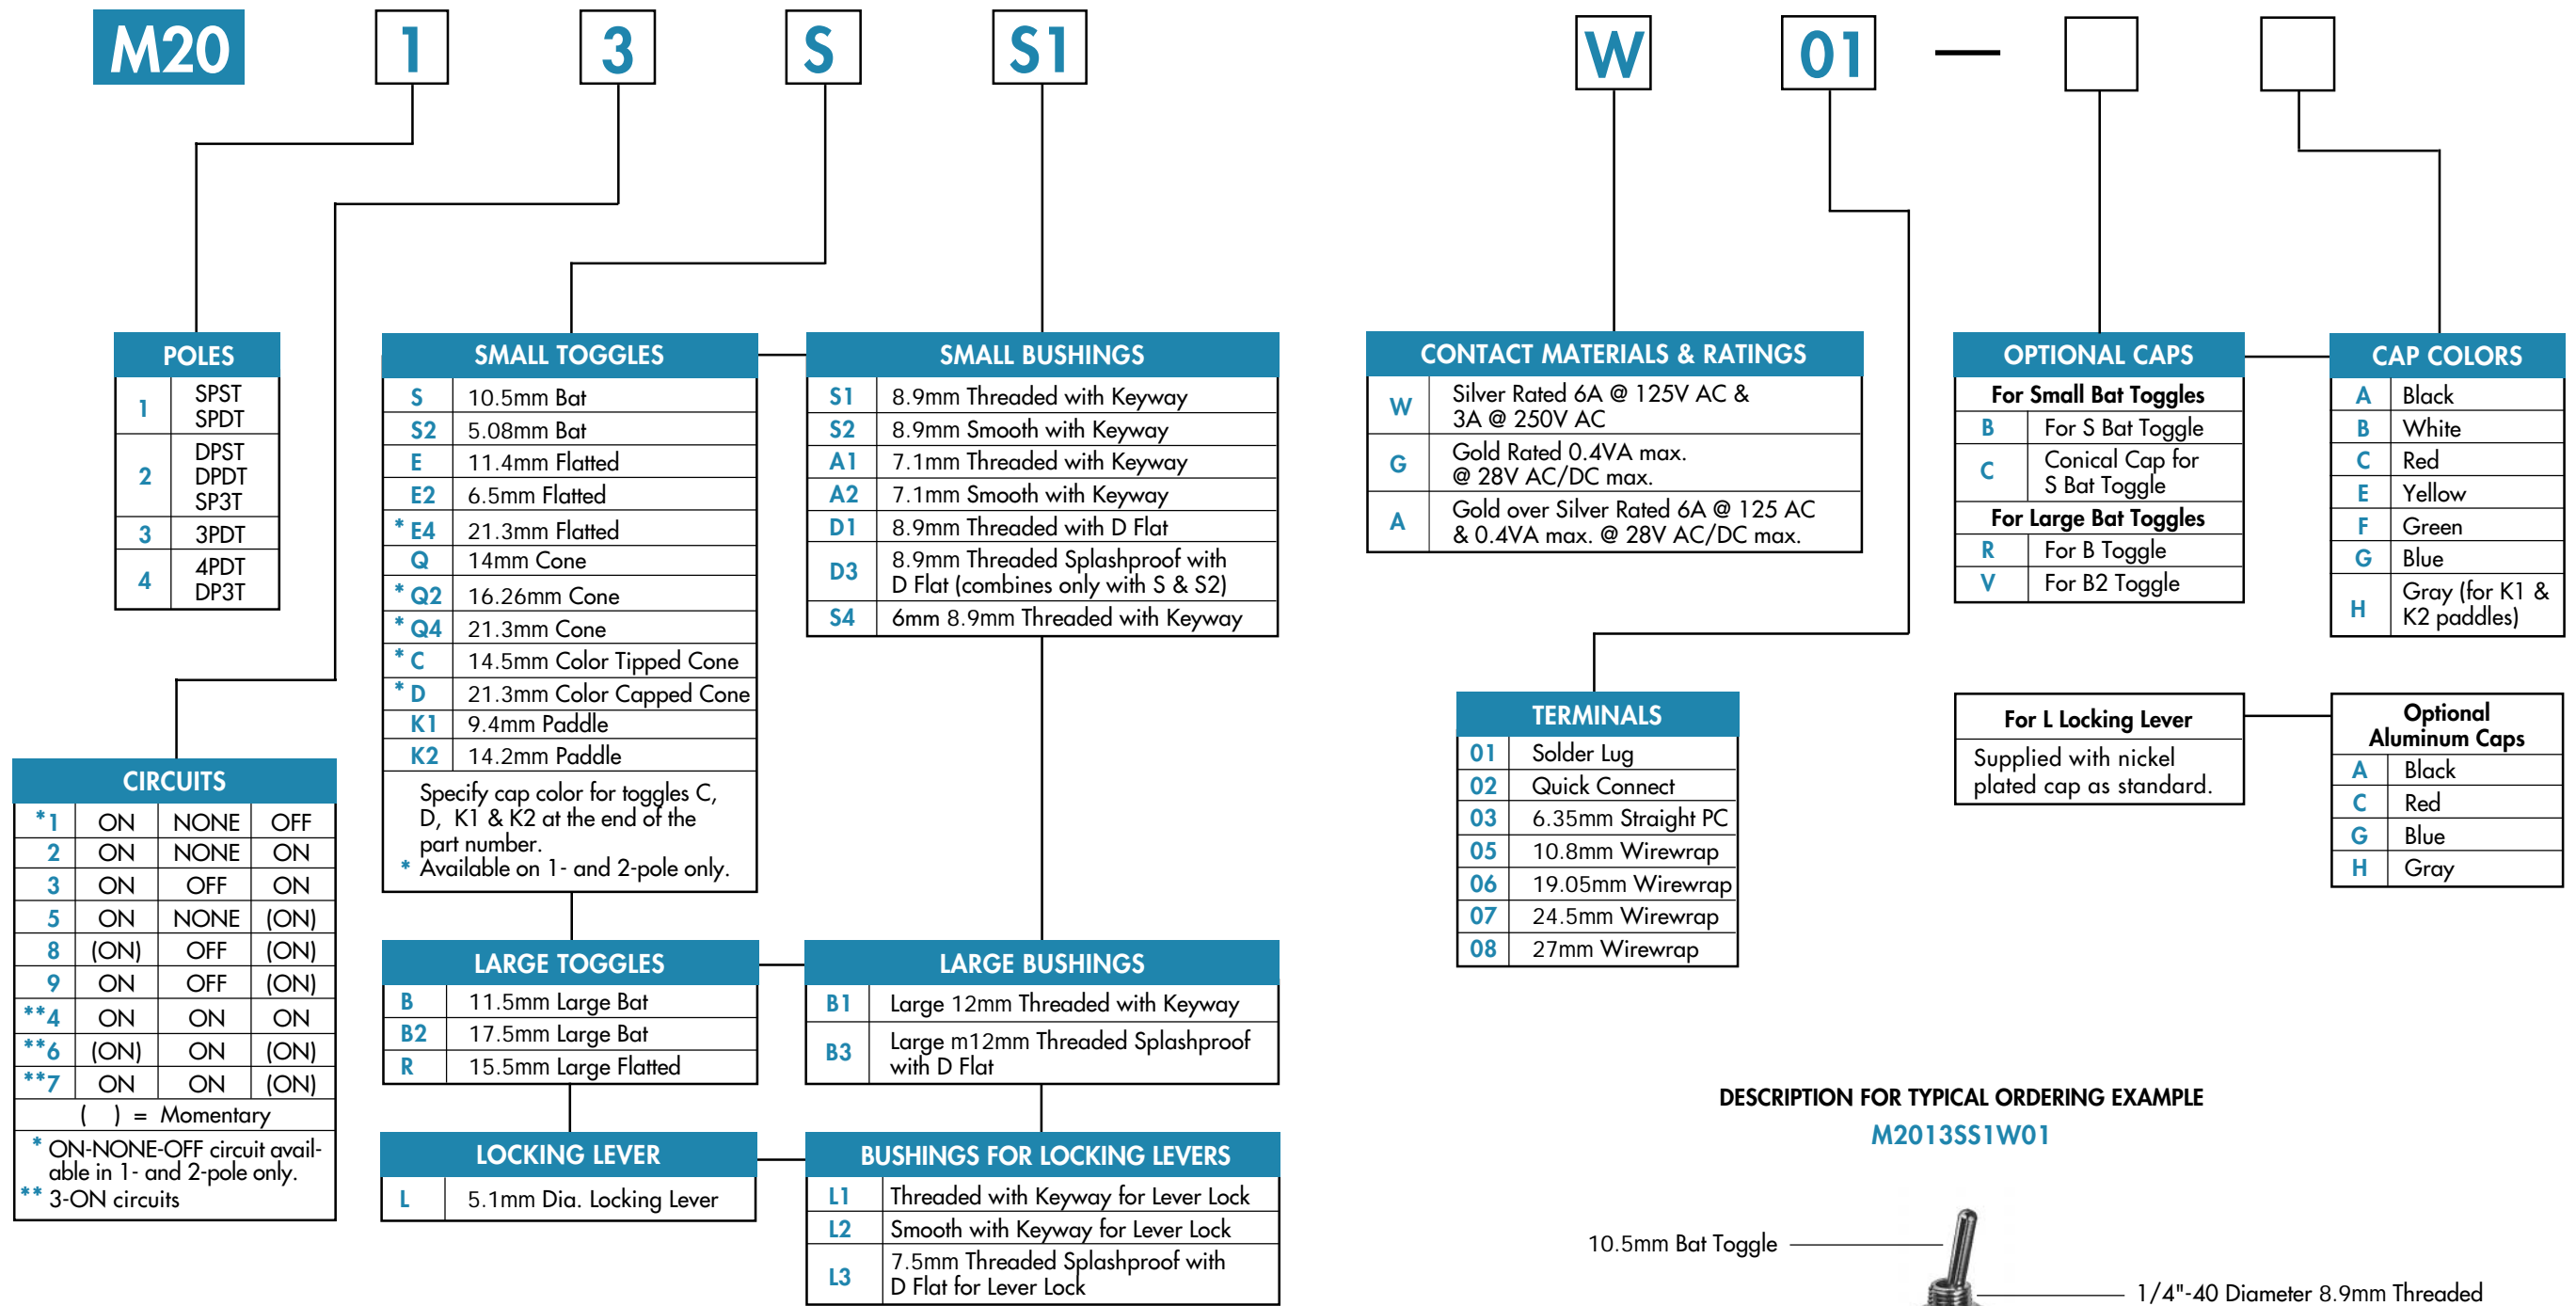 M20 1 3 S S1 W 01 —
POLES
1 SPST
SPDT
2 DPST
DPDT
SP3T
3 3PDT
4 4PDT
DP3T
CIRCUITS
*1 ON NONE OFF
2 ON NONE ON
3 ON OFF ON
5 ON NONE (ON)
8 (ON) OFF (ON)
9 ON OFF (ON)
**4 ON ON ON
**6 (ON) ON (ON)
**7 ON ON (ON)
( ) = Momentary
* ON-NONE-OFF circuit avail-
able in 1- and 2-pole only.
** 3-ON circuits
SMALL TOGGLES
S 10.5mm Bat
S2 5.08mm Bat
E 11.4mm Flatted
E2 6.5mm Flatted
* E4 21.3mm Flatted
Q 14mm Cone
* Q2 16.26mm Cone
* Q4 21.3mm Cone
* C 14.5mm Color Tipped Cone
* D 21.3mm Color Capped Cone
K1 9.4mm Paddle
K2 14.2mm Paddle
Specify cap color for toggles C,
D, K1 & K2 at the end of the
part number.
* Available on 1- and 2-pole only.
LARGE TOGGLES
B 11.5mm Large Bat
B2 17.5mm Large Bat
R 15.5mm Large Flatted
LOCKING LEVER
L 5.1mm Dia. Locking Lever
SMALL BUSHINGS
S1 8.9mm Threaded with Keyway
S2 8.9mm Smooth with Keyway
A1 7.1mm Threaded with Keyway
A2 7.1mm Smooth with Keyway
D1 8.9mm Threaded with D Flat
D3 8.9mm Threaded Splashproof with
D Flat (combines only with S & S2)
S4 6mm 8.9mm Threaded with Keyway
LARGE BUSHINGS
B1 Large 12mm Threaded with Keyway
B3 Large m12mm Threaded Splashproof
with D Flat
BUSHINGS FOR LOCKING LEVERS
L1 Threaded with Keyway for Lever Lock
L2 Smooth with Keyway for Lever Lock
L3 7.5mm Threaded Splashproof with
D Flat for Lever Lock
CONTACT MATERIALS & RATINGS
W Silver Rated 6A @ 125V AC &
3A @ 250V AC
G Gold Rated 0.4VA max.
@ 28V AC/DC max.
A Gold over Silver Rated 6A @ 125 AC
& 0.4VA max. @ 28V AC/DC max.
TERMINALS
01 Solder Lug
02 Quick Connect
03 6.35mm Straight PC
05 10.8mm Wirewrap
06 19.05mm Wirewrap
07 24.5mm Wirewrap
08 27mm Wirewrap
OPTIONAL CAPS
For Small Bat Toggles
B For S Bat Toggle
C Conical Cap for
S Bat Toggle
For Large Bat Toggles
R For B Toggle
V For B2 Toggle
CAP COLORS
A Black
B White
C Red
E Yellow
F Green
G Blue
H Gray (for K1 &
K2 paddles)
For L Locking Lever
Supplied with nickel
plated cap as standard.
Optional
Aluminum Caps
A Black
C Red
G Blue
H Gray
DESCRIPTION FOR TYPICAL ORDERING EXAMPLE
M2013SS1W01
10.5mm Bat Toggle
1/4"-40 Diameter 8.9mm Threaded